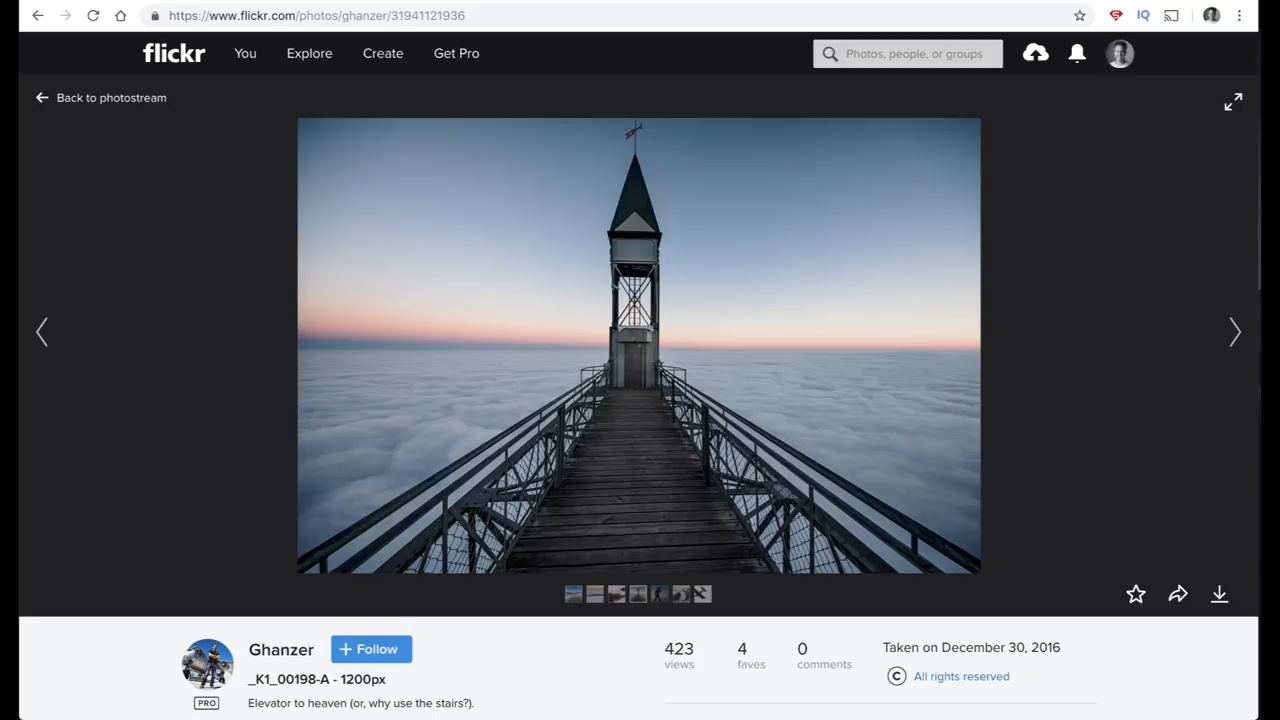 https://www.flickr.com/photos/ghanzer/31941121936
flickr You Explore Create Get Pro Photos, people, or groups
Back to photostream
Ghanzer + Follow
_K1_00198-A - 1200px
PRO
Elevator to heaven (or, why use the stairs?).
423 views
4 faves
0 comments
Taken on December 30, 2016
All rights reserved